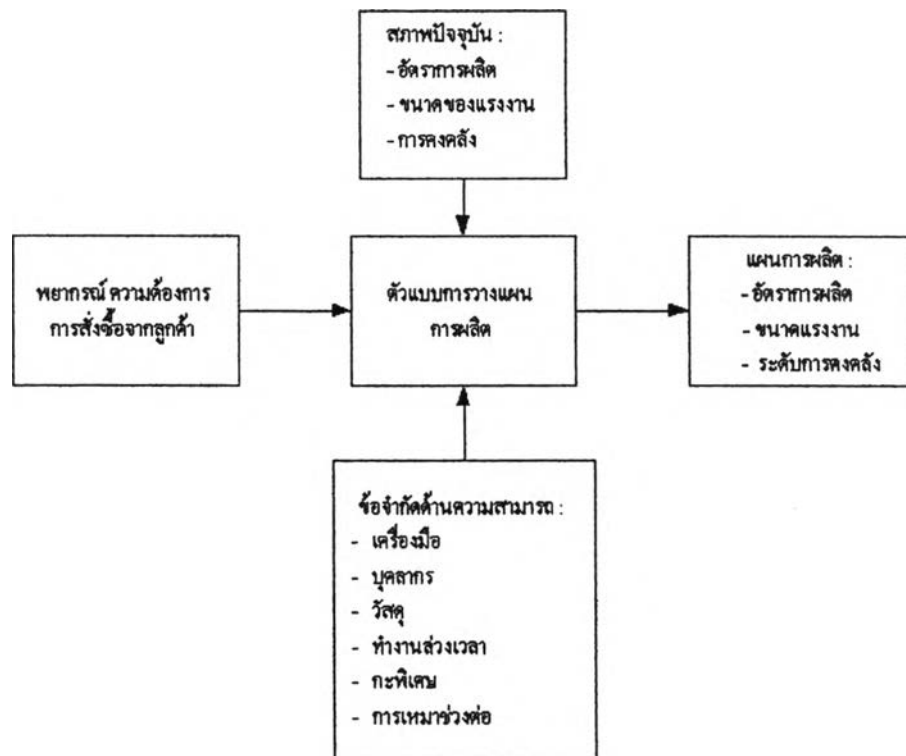 สภาพปัจจุบัน :
-อัตราการผลิต
-ขนาดของแรงงาน
-การคงคลัง
พยากรณ์ ความต้องการ
การสั่งซื้อจากลูกค้า
ตัวแบบการวางแผน
การผลิต
แผนการผลิต :
-อัตราการผลิต
-ขนาดแรงงาน
- ระดับการคงคลัง
ข้อจำกัดด้านความสามารถ :
- เครื่องมือ
- บุคลากร
- วัสดุ
- ทำงานล่วงเวลา
- กะพิเศษ
- การเหมาช่วงต่อ